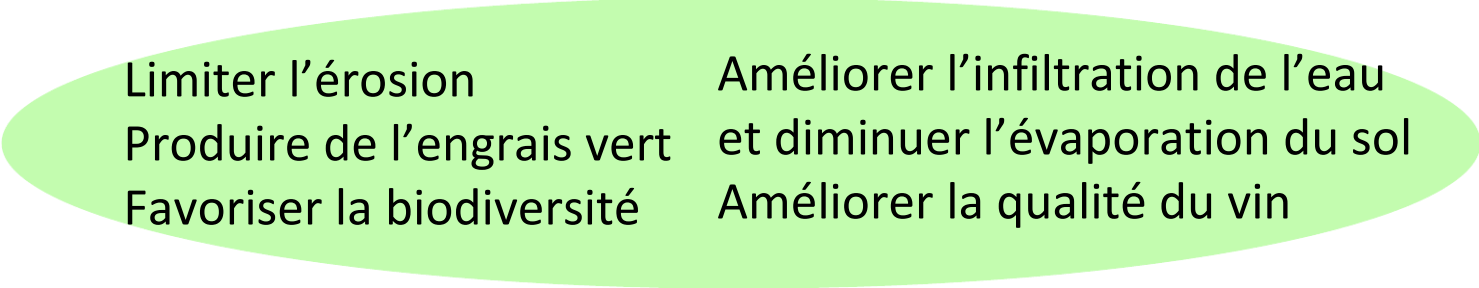 Limiter l’érosion
Produire de l’engrais vert
Favoriser la biodiversité
Améliorer l’infiltration de l’eau
et diminuer l’évaporation du sol
Améliorer la qualité du vin